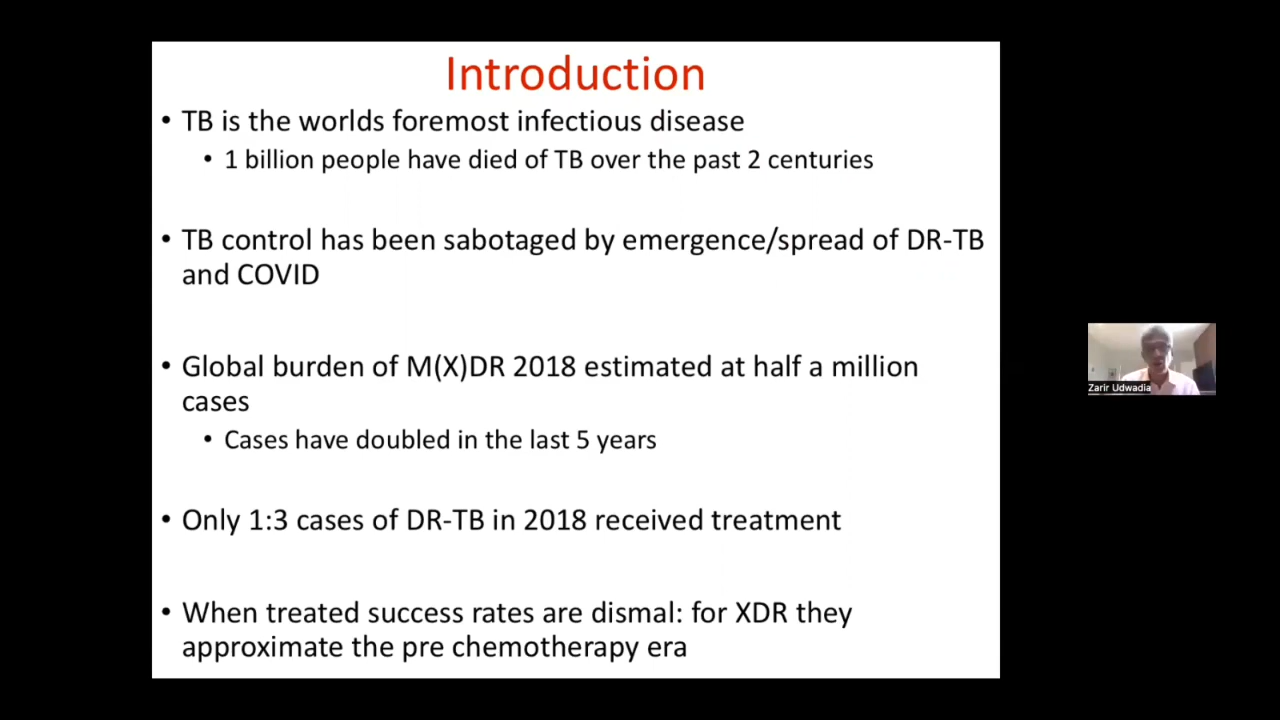 Introduction
• TB is the worlds foremost infectious disease
• 1 billion people have died of TB over the past 2 centuries
• TB control has been sabotaged by emergence/spread of DR-TB
and COVID
• Global burden of M(X)DR 2018 estimated at half a million
cases
• Cases have doubled in the last 5 years
• Only 1:3 cases of DR-TB in 2018 received treatment
• When treated success rates are dismal: for XDR they
approximate the pre chemotherapy era
Zarir Udwadia